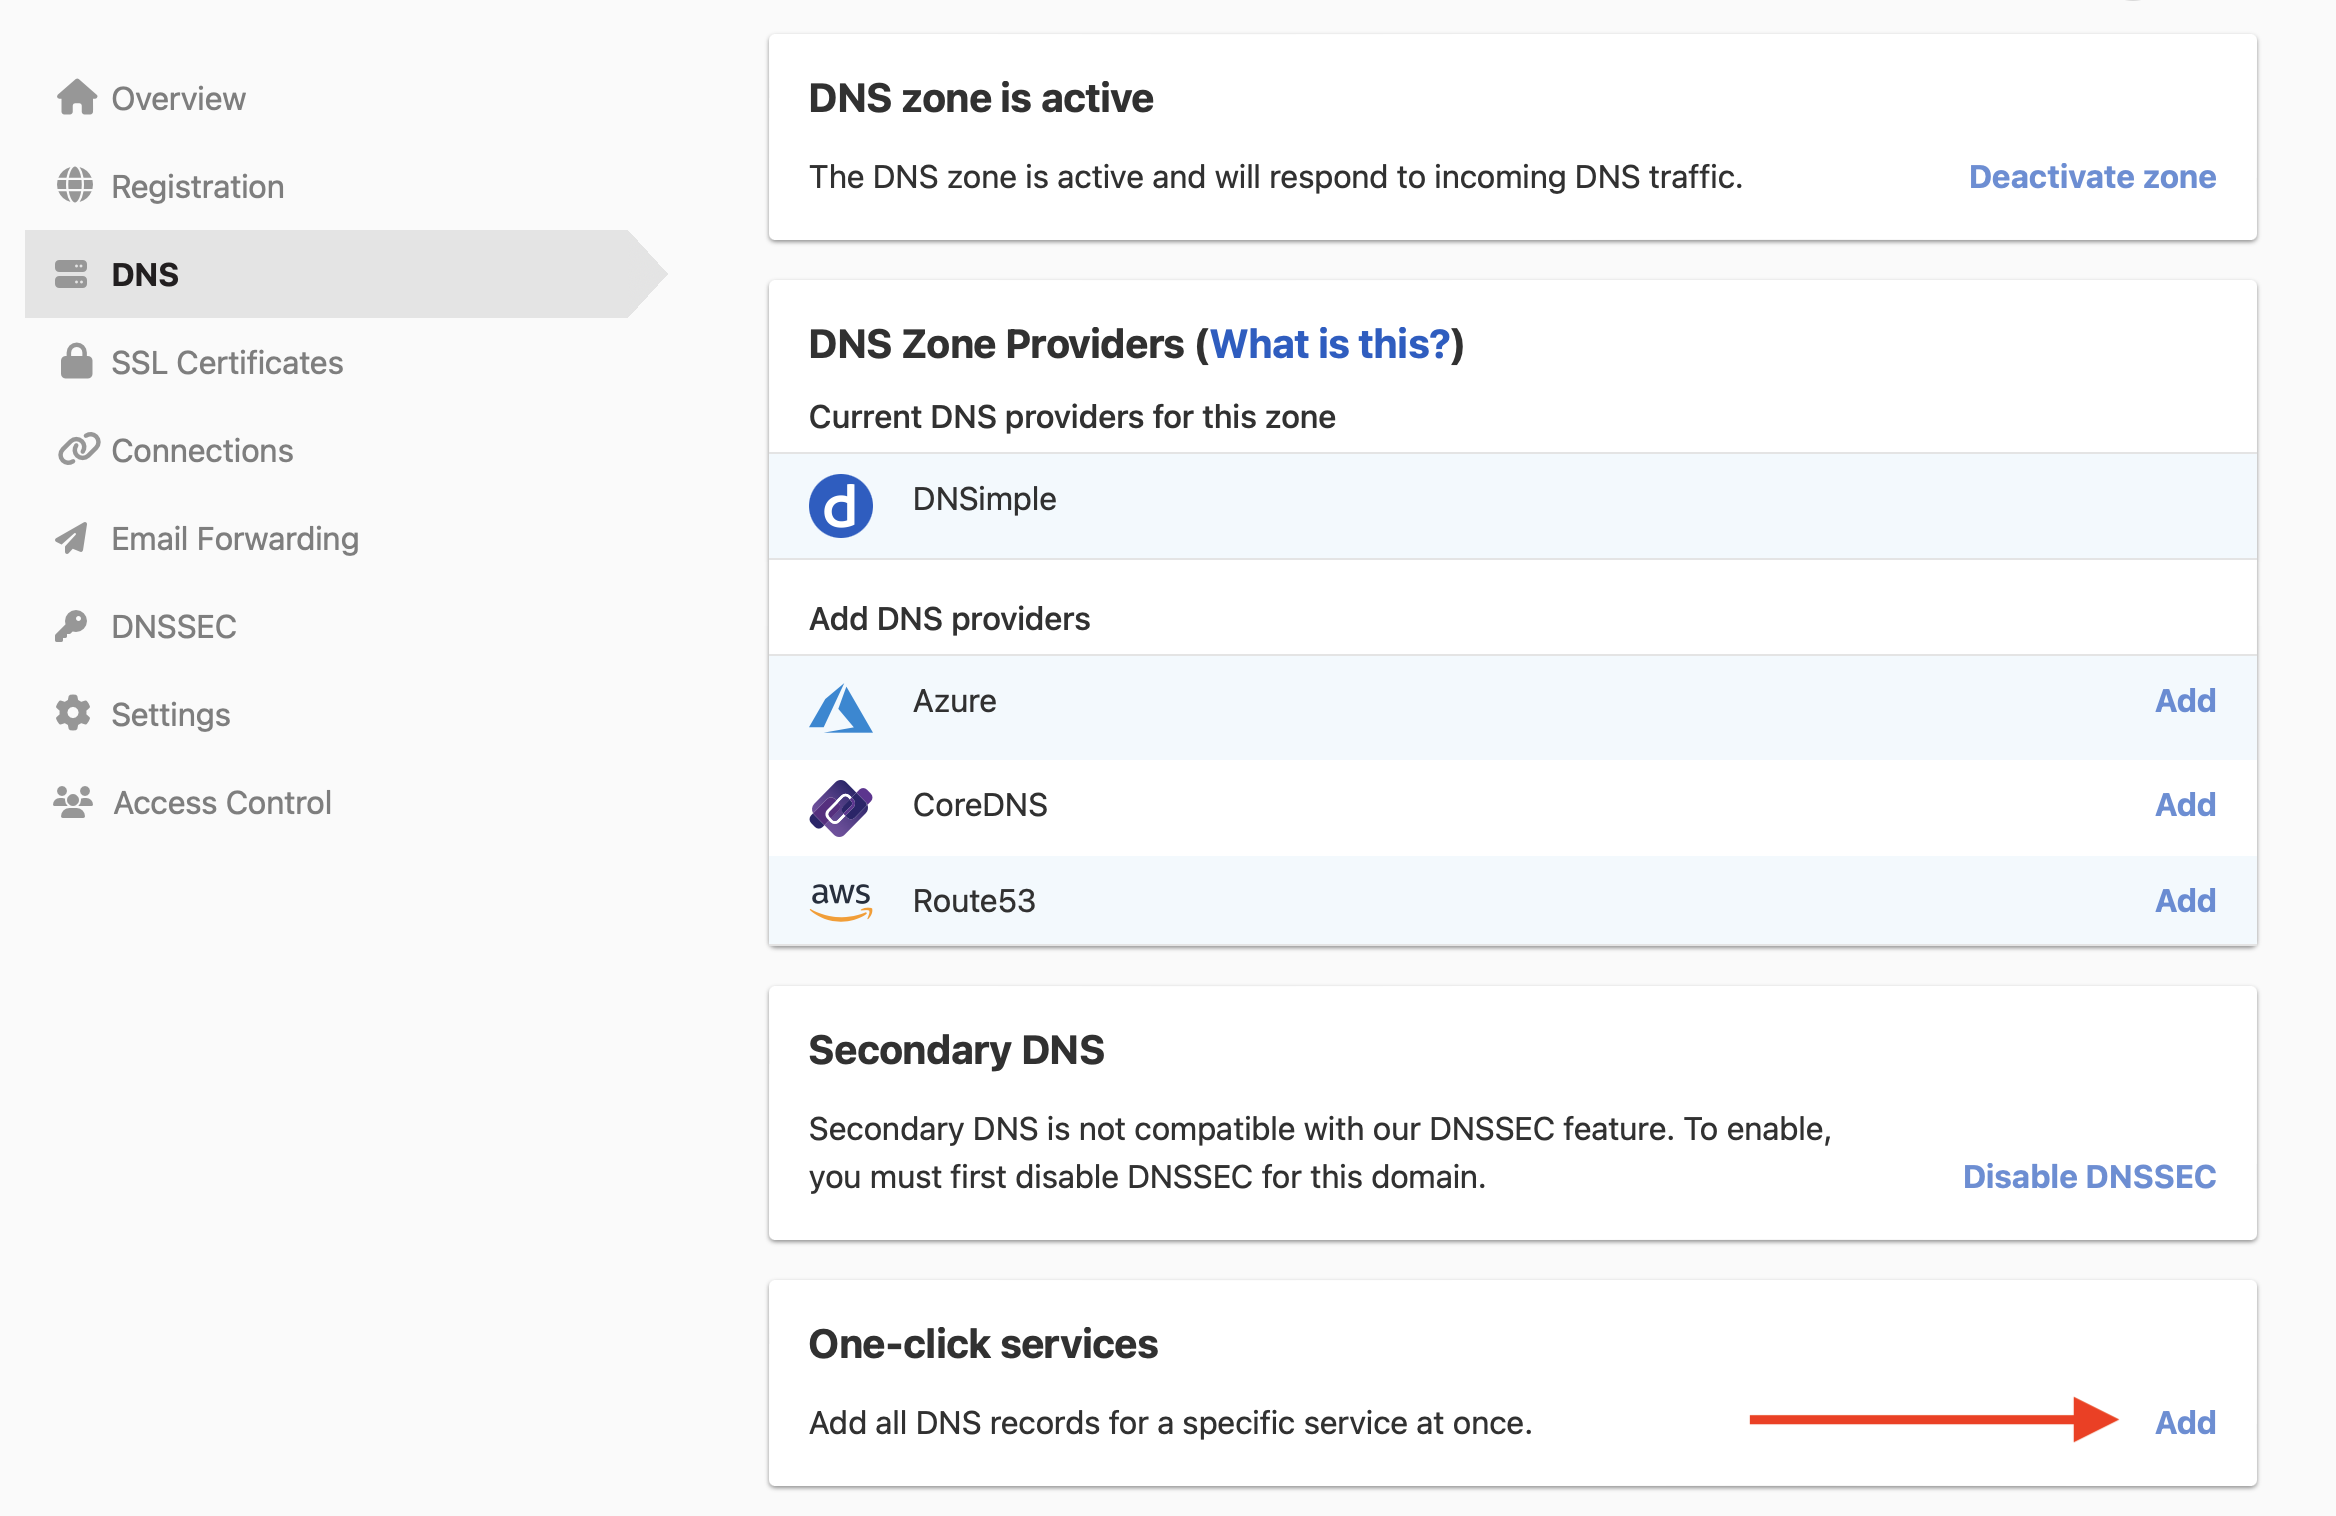 Overview
Registration
DNS
SSL Certificates
Connections
Email Forwarding
DNSSEC
Settings
Access Control
DNS zone is active
The DNS zone is active and will respond to incoming DNS traffic.
Deactivate zone
DNS Zone Providers (What is this?)
Current DNS providers for this zone
d
DNSimple
Add DNS providers
Azure
Add
CoreDNS
Add
aws
Route53
Add
Secondary DNS
Secondary DNS is not compatible with our DNSSEC feature. To enable,
you must first disable DNSSEC for this domain.
Disable DNSSEC
One-click services
Add all DNS records for a specific service at once.
Add